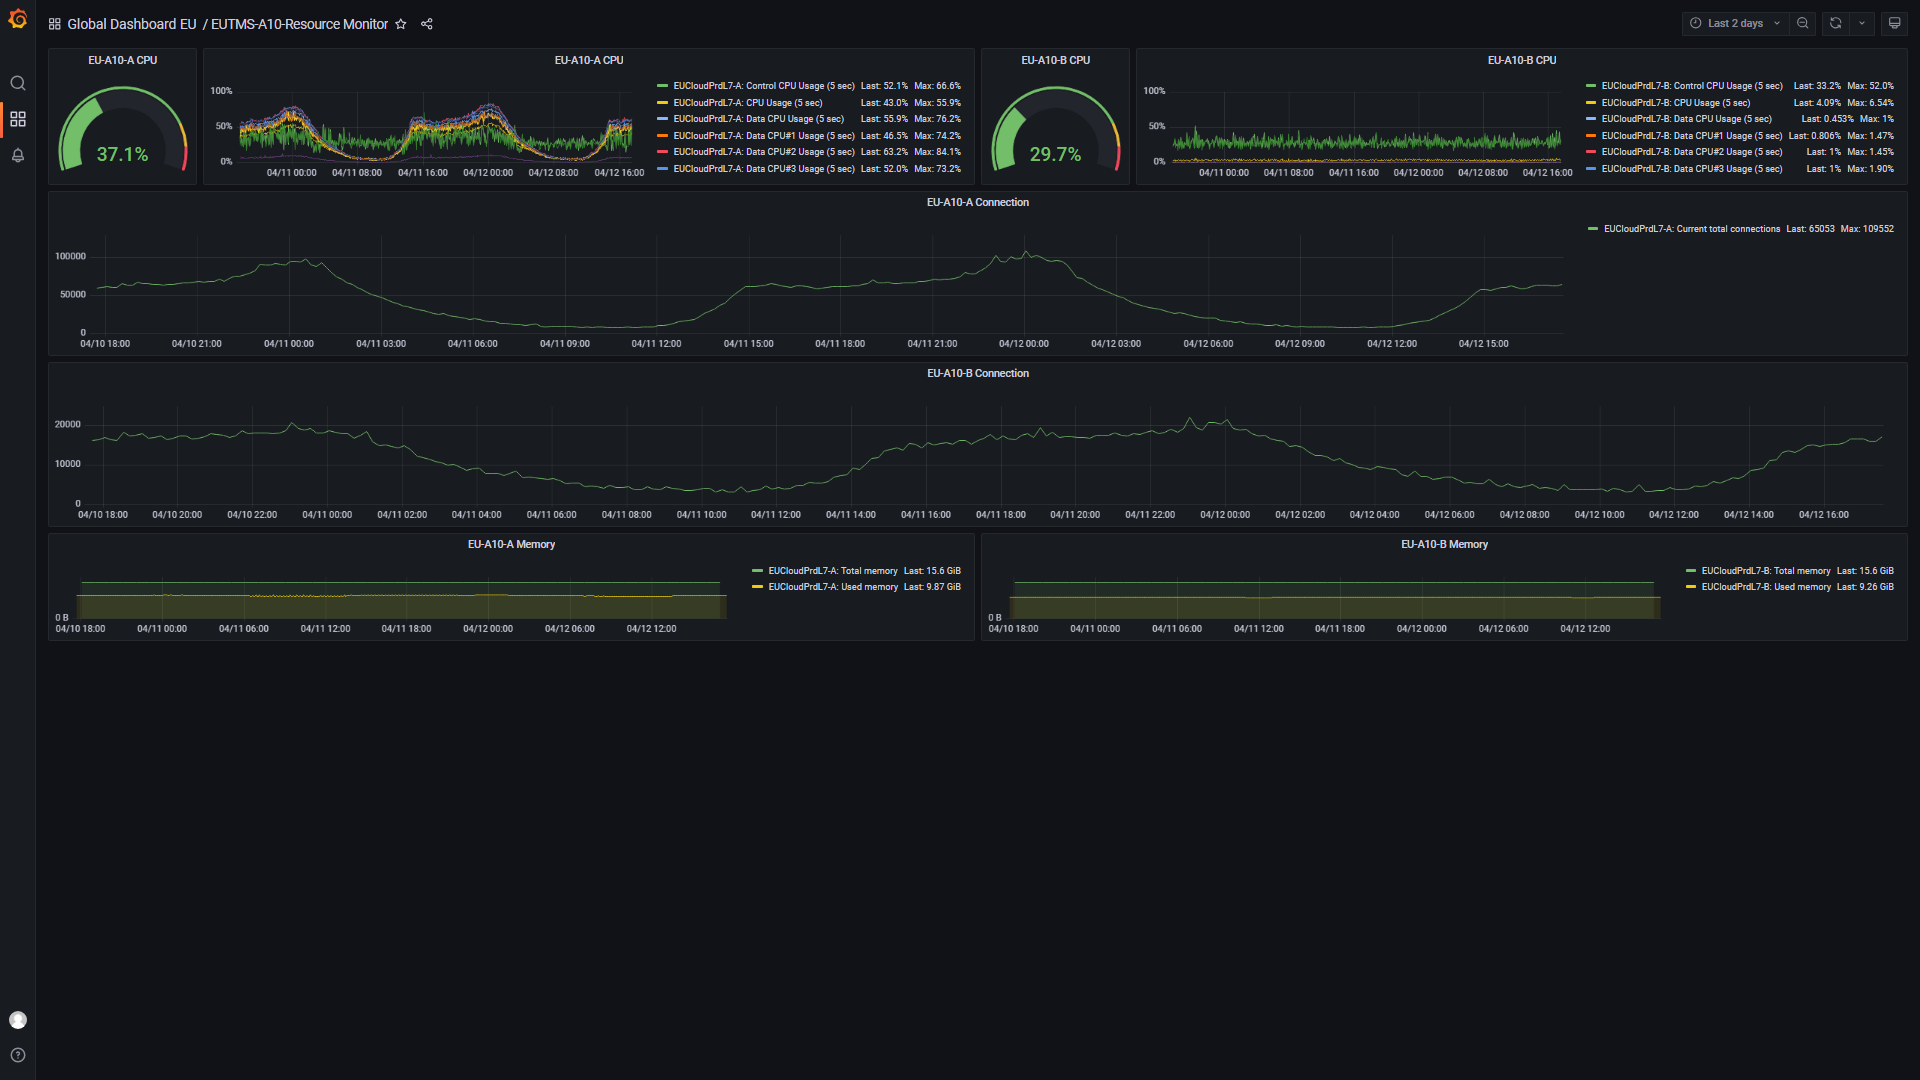 Global Dashboard EU / EUTMS-A10-Resource Monitor
Last 2 days
EU-A10-A CPU
37.1%
EU-A10-A CPU
100%
50%
0%
04/11 00:00 04/11 08:00 04/11 16:00 04/12 00:00 04/12 08:00 04/12 16:00
EUCloudPrdL7-A: Control CPU Usage (5 sec) Last: 52.1% Max: 66.6%
EUCloudPrdL7-A: CPU Usage (5 sec) Last: 43.0% Max: 55.9%
EUCloudPrdL7-A: Data CPU Usage (5 sec) Last: 55.9% Max: 76.2%
EUCloudPrdL7-A: Data CPU#1 Usage (5 sec) Last: 46.5% Max: 74.2%
EUCloudPrdL7-A: Data CPU#2 Usage (5 sec) Last: 63.2% Max: 84.1%
EUCloudPrdL7-A: Data CPU#3 Usage (5 sec) Last: 52.0% Max: 73.2%
EU-A10-B CPU
29.7%
EU-A10-B CPU
100%
50%
0%
04/11 00:00 04/11 08:00 04/11 16:00 04/12 00:00 04/12 08:00 04/12 16:00
EUCloudPrdL7-B: Control CPU Usage (5 sec) Last: 33.2% Max: 52.0%
EUCloudPrdL7-B: CPU Usage (5 sec) Last: 4.09% Max: 6.54%
EUCloudPrdL7-B: Data CPU Usage (5 sec) Last: 0.453% Max: 1%
EUCloudPrdL7-B: Data CPU#1 Usage (5 sec) Last: 0.806% Max: 1.47%
EUCloudPrdL7-B: Data CPU#2 Usage (5 sec) Last: 1% Max: 1.45%
EUCloudPrdL7-B: Data CPU#3 Usage (5 sec) Last: 1% Max: 1.90%
EU-A10-A Connection
100000
50000
0
04/10 18:00 04/10 21:00 04/11 00:00 04/11 03:00 04/11 06:00 04/11 09:00 04/11 12:00 04/11 15:00 04/11 18:00 04/11 21:00 04/12 00:00 04/12 03:00 04/12 06:00 04/12 09:00 04/12 12:00 04/12 15:00
EUCloudPrdL7-A: Current total connections Last: 65053 Max: 109552
EU-A10-B Connection
20000
10000
0
04/10 18:00 04/10 20:00 04/10 22:00 04/11 00:00 04/11 02:00 04/11 04:00 04/11 06:00 04/11 08:00 04/11 10:00 04/11 12:00 04/11 14:00 04/11 16:00 04/11 18:00 04/11 20:00 04/11 22:00 04/12 00:00 04/12 02:00 04/12 04:00 04/12 06:00 04/12 08:00 04/12 10:00 04/12 12:00 04/12 14:00 04/12 16:00
EU-A10-A Memory
0 B
04/10 18:00 04/11 00:00 04/11 06:00 04/11 12:00 04/11 18:00 04/12 00:00 04/12 06:00 04/12 12:00
EUCloudPrdL7-A: Total memory Last: 15.6 GiB
EUCloudPrdL7-A: Used memory Last: 9.87 GiB
EU-A10-B Memory
0 B
04/10 18:00 04/11 00:00 04/11 06:00 04/11 12:00 04/11 18:00 04/12 00:00 04/12 06:00 04/12 12:00
EUCloudPrdL7-B: Total memory Last: 15.6 GiB
EUCloudPrdL7-B: Used memory Last: 9.26 GiB